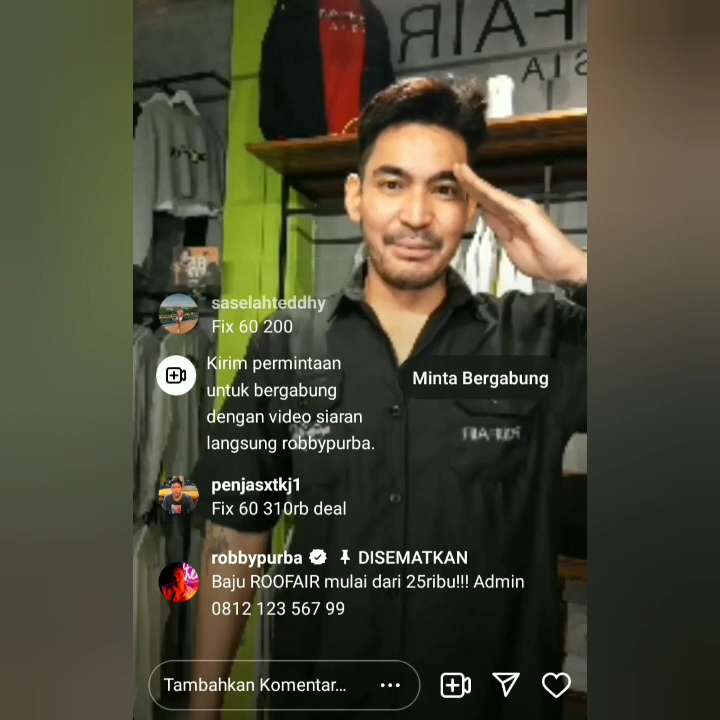 FAIR
SIA
saselahteddhy
Fix 60 200
Kirim permintaan
untuk bergabung
dengan video siaran
langsung robbypurba.
Minta Bergabung
penjasxtkj1
Fix 60 310rb deal
robbypurba DISEMATKAN
Baju ROOFAIR mulai dari 25ribu!!! Admin
0812 123 567 99
Tambahkan Komentar...